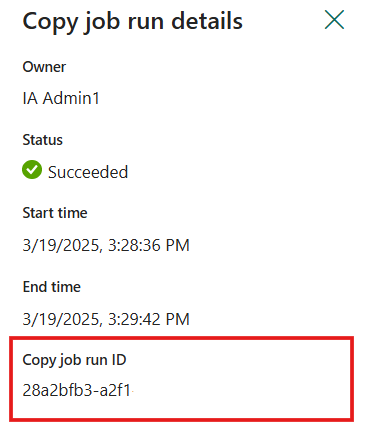 Copy job run details
Owner
IA Admin1
Status
Succeeded
Start time
3/19/2025, 3:28:36 PM
End time
3/19/2025, 3:29:42 PM
Copy job run ID
28a2bfb3-a2f1